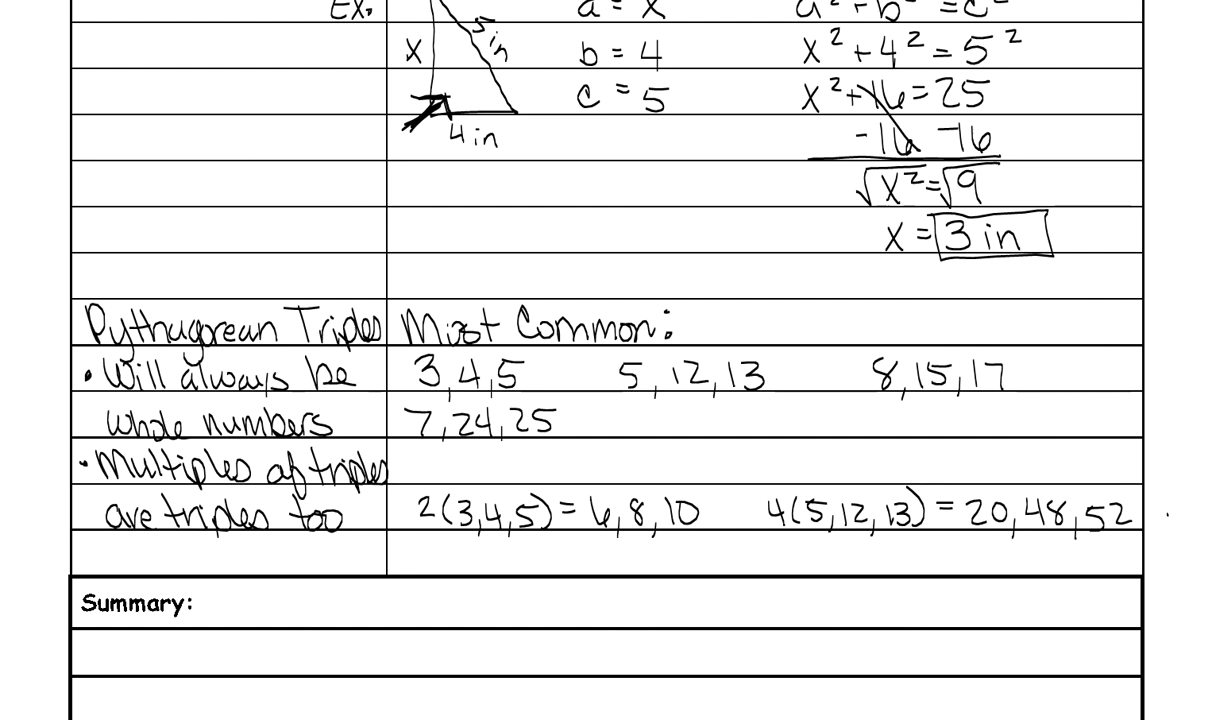 Ex.
a = x
a² + b² = c²
x
5 in
b = 4
x² + 4² = 5²
c = 5
x² + 16 = 25
4 in
-16 -16
√x² = √9
x = 3 in
Pythagorean Triples
Most Common:
• Will always be
3,4,5
5,12,13
8,15,17
whole numbers
7,24,25
• Multiples of triples
are triples too
2(3,4,5) = 6,8,10
4(5,12,13) = 20,48,52
Summary: